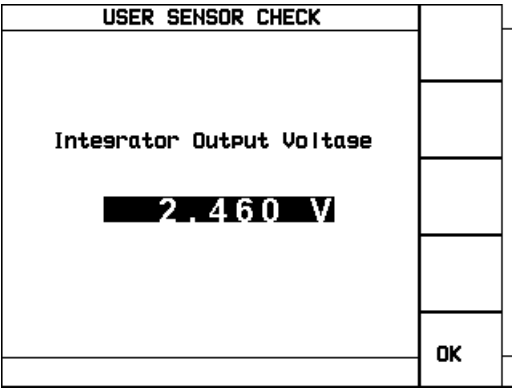 USER SENSOR CHECK
Integrator Output Voltage
2.460 V
OK